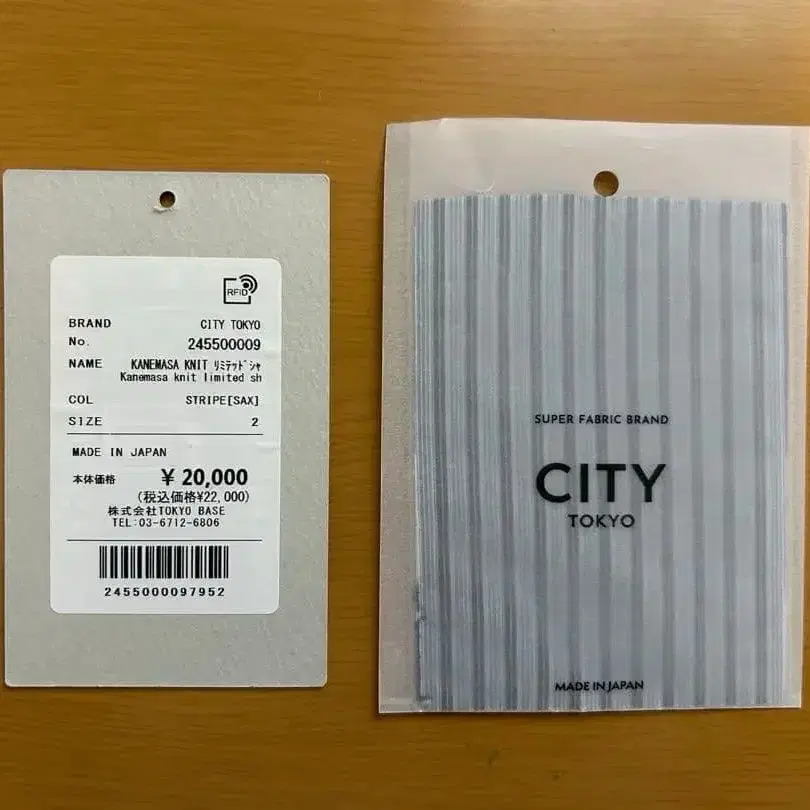 RFID
BRAND CITY TOKYO
No. 245500009
NAME KANEMASA KNIT ﾘﾐﾃｯﾄﾞｼｬ
Kanemasa knit limited sh
COL STRIPE[SAX]
SIZE 2
MADE IN JAPAN
本体価格 ¥ 20,000
(税込価格¥22,000)
株式会社TOKYO BASE
TEL:03-6712-6806
2455000097952
SUPER FABRIC BRAND
CITY
TOKYO
MADE IN JAPAN